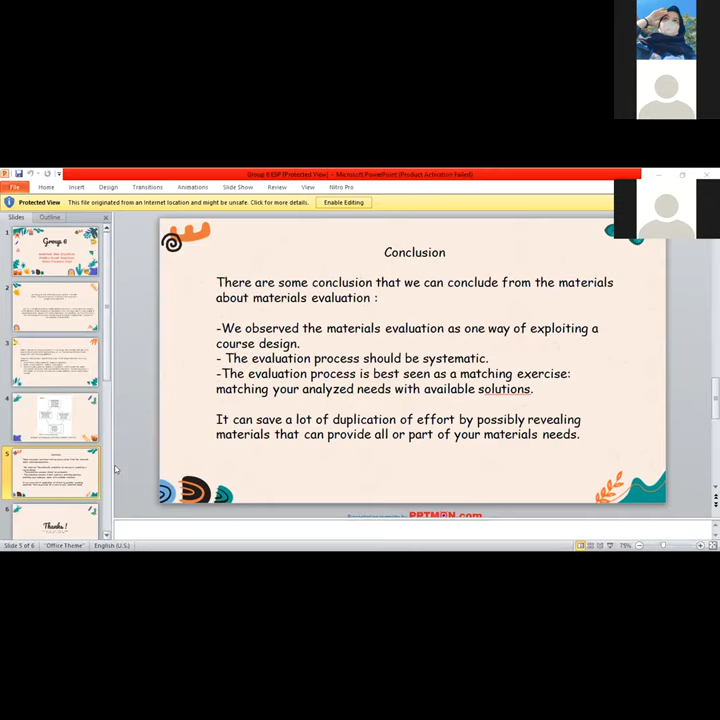 Group 6 ESP [Protected View] - Microsoft PowerPoint (Product Activation Failed)
File Home Insert Design Transitions Animations Slide Show Review View Nitro Pro
Protected View This file originated from an Internet location and might be unsafe. Click for more details. Enable Editing
Slides Outline
1
Group 6
2
3
4
5
6
Thanks !
Conclusion
There are some conclusion that we can conclude from the materials
about materials evaluation :
-We observed the materials evaluation as one way of exploiting a
course design.
- The evaluation process should be systematic.
-The evaluation process is best seen as a matching exercise:
matching your analyzed needs with available solutions.
It can save a lot of duplication of effort by possibly revealing
materials that can provide all or part of your materials needs.
PPTMON.com
Slide 5 of 6 "Office Theme" English (U.S.) 75%